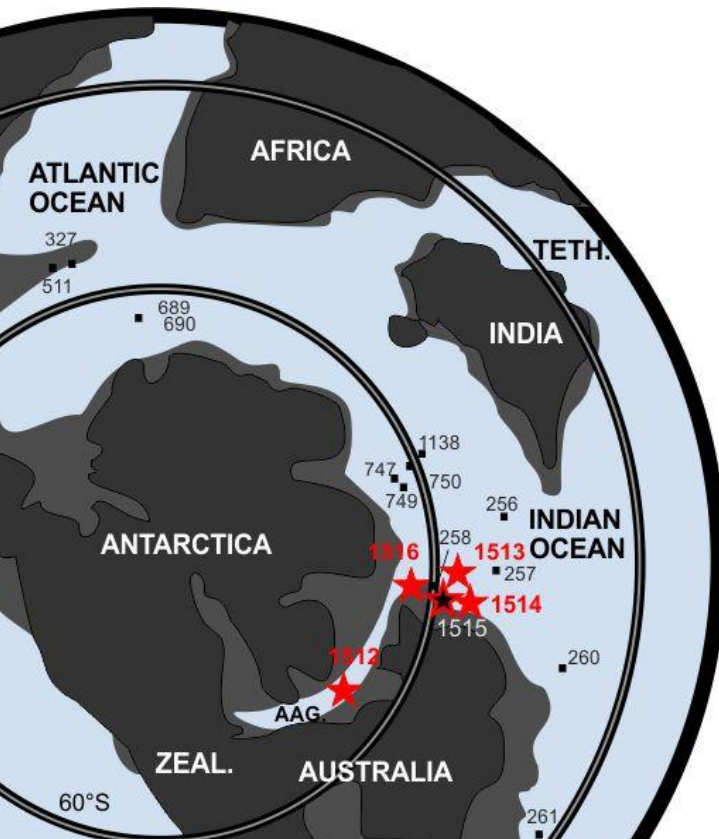 AFRICA
ATLANTIC
OCEAN
327
511
TETH.
689
690
INDIA
1138
747
750
749
256
INDIAN
OCEAN
258
ANTARCTICA
1516
1513
257
1514
1515
1512
260
AAG.
ZEAL.
AUSTRALIA
60°S
261